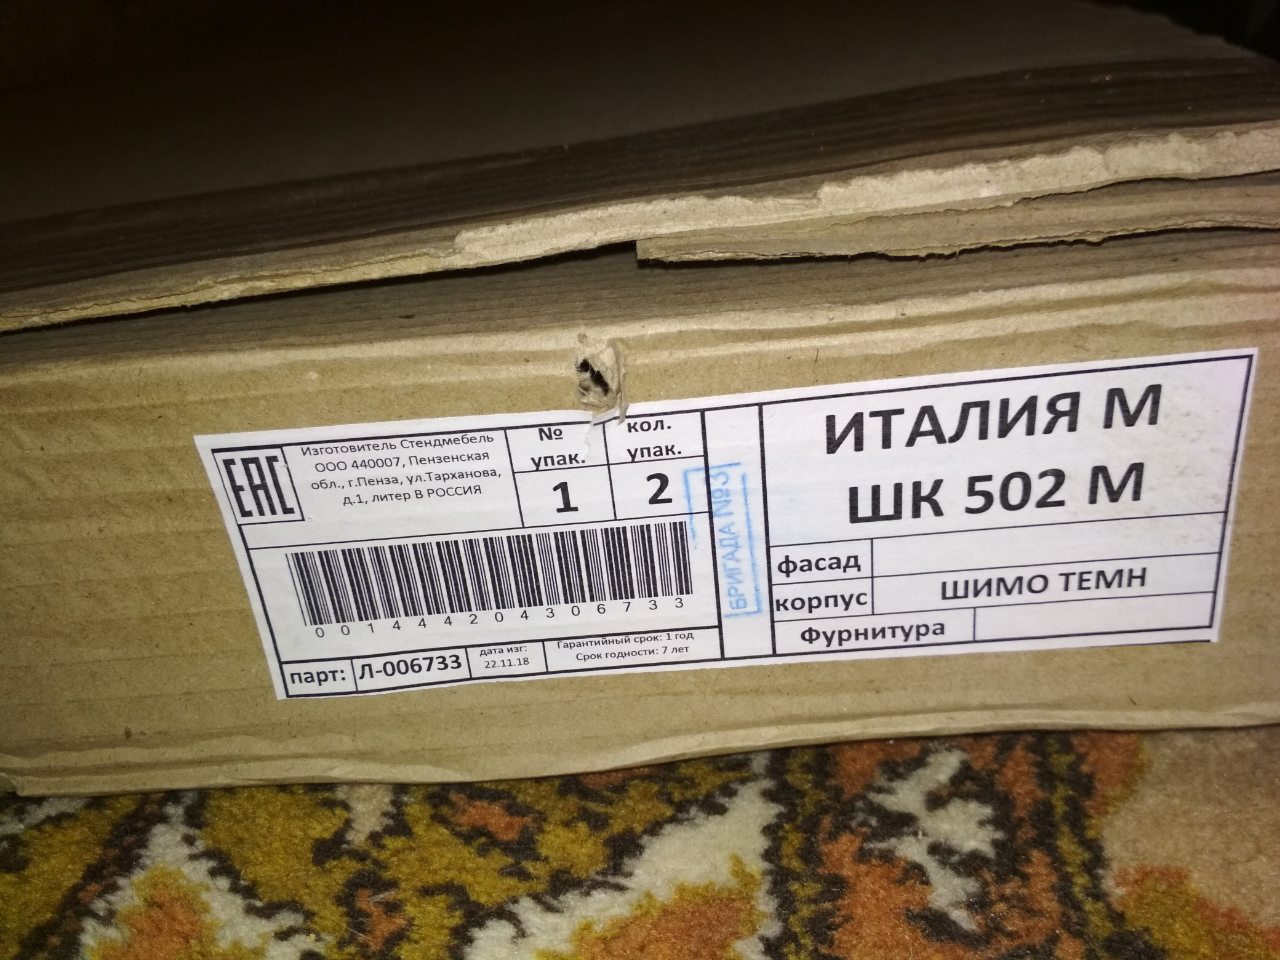 EAC
Изготовитель Стендмебель
ООО 440007, Пензенская
обл., г.Пенза, ул.Тарханова,
д.1, литер В РОССИЯ
№
упак.
1
кол.
упак.
2
0014442043067 33
парт:
Л-006733
дата изг:
22.11.18
Гарантийный срок: 1 год
Срок годности: 7 лет
БРИГАДА №3
ИТАЛИЯ М
ШК 502 М
фасад
корпус
ШИМО ТЕМН
Фурнитура